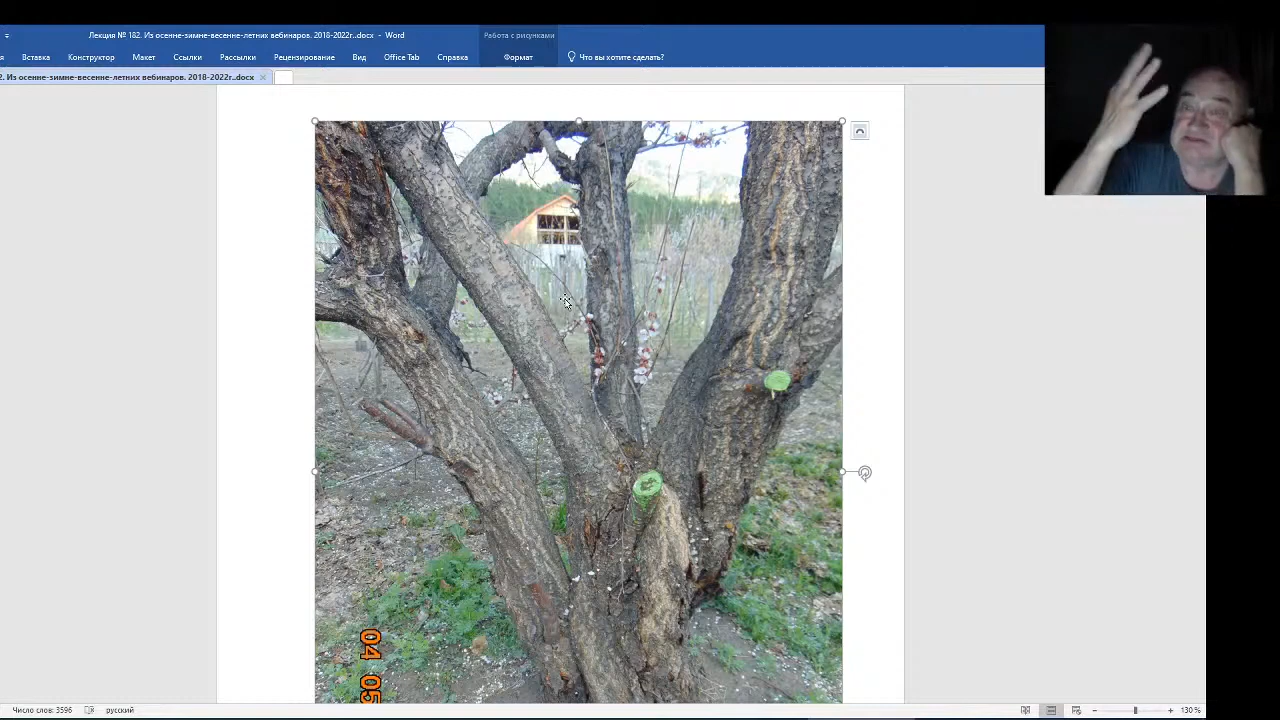 Лекция № 182. Из осенне-зимне-весенне-летних вебинаров. 2018-2022г..docx - Word
Работа с рисунками
Вставка Конструктор Макет Ссылки Рассылки Рецензирование Вид Office Tab Справка Формат Что вы хотите сделать?
2. Из осенне-зимне-весенне-летних вебинаров. 2018-2022г..docx
04 05
Число слов: 3596 русский 130 %